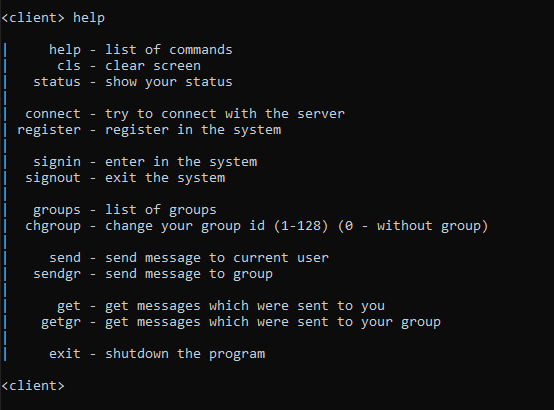 <client> help
| help - list of commands
| cls - clear screen
| status - show your status
|
| connect - try to connect with the server
| register - register in the system
|
| signin - enter in the system
| signout - exit the system
|
| groups - list of groups
| chgroup - change your group id (1-128) (0 - without group)
|
| send - send message to current user
| sendgr - send message to group
|
| get - get messages which were sent to you
| getgr - get messages which were sent to your group
|
| exit - shutdown the program
<client>